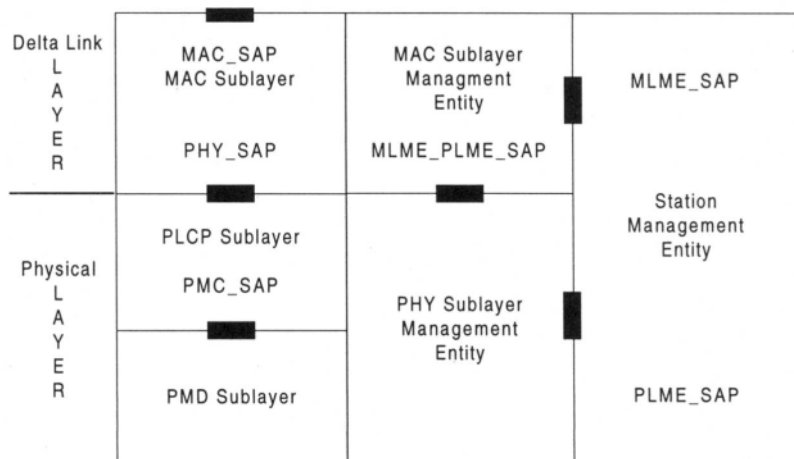 Delta Link
L
A
Y
E
R
MAC_SAP
MAC Sublayer
PHY_SAP
MAC Sublayer
Managment
Entity
MLME_PLME_SAP
MLME_SAP
Station
Management
Entity
PLME_SAP
Physical
L
A
Y
E
R
PLCP Sublayer
PMC_SAP
PMD Sublayer
PHY Sublayer
Management
Entity